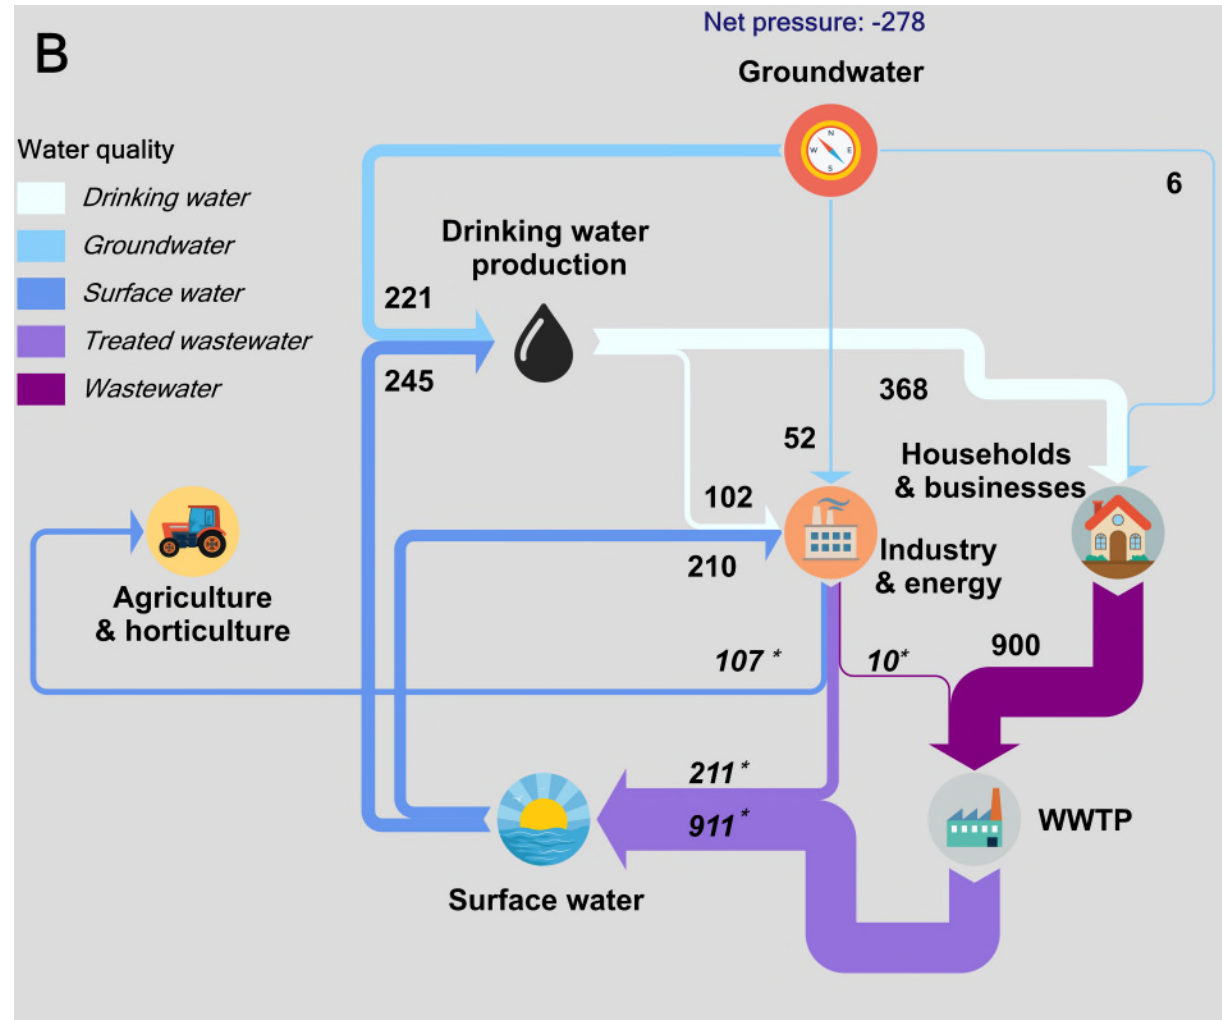 B
Net pressure: -278
Groundwater
N
W E
S
Water quality
Drinking water
Groundwater
Surface water
Treated wastewater
Wastewater
6
Drinking water
production
221
245
368
52
102
210
Households
& businesses
Industry
& energy
Agriculture
& horticulture
107 *
10*
900
211*
911*
WWTP
Surface water